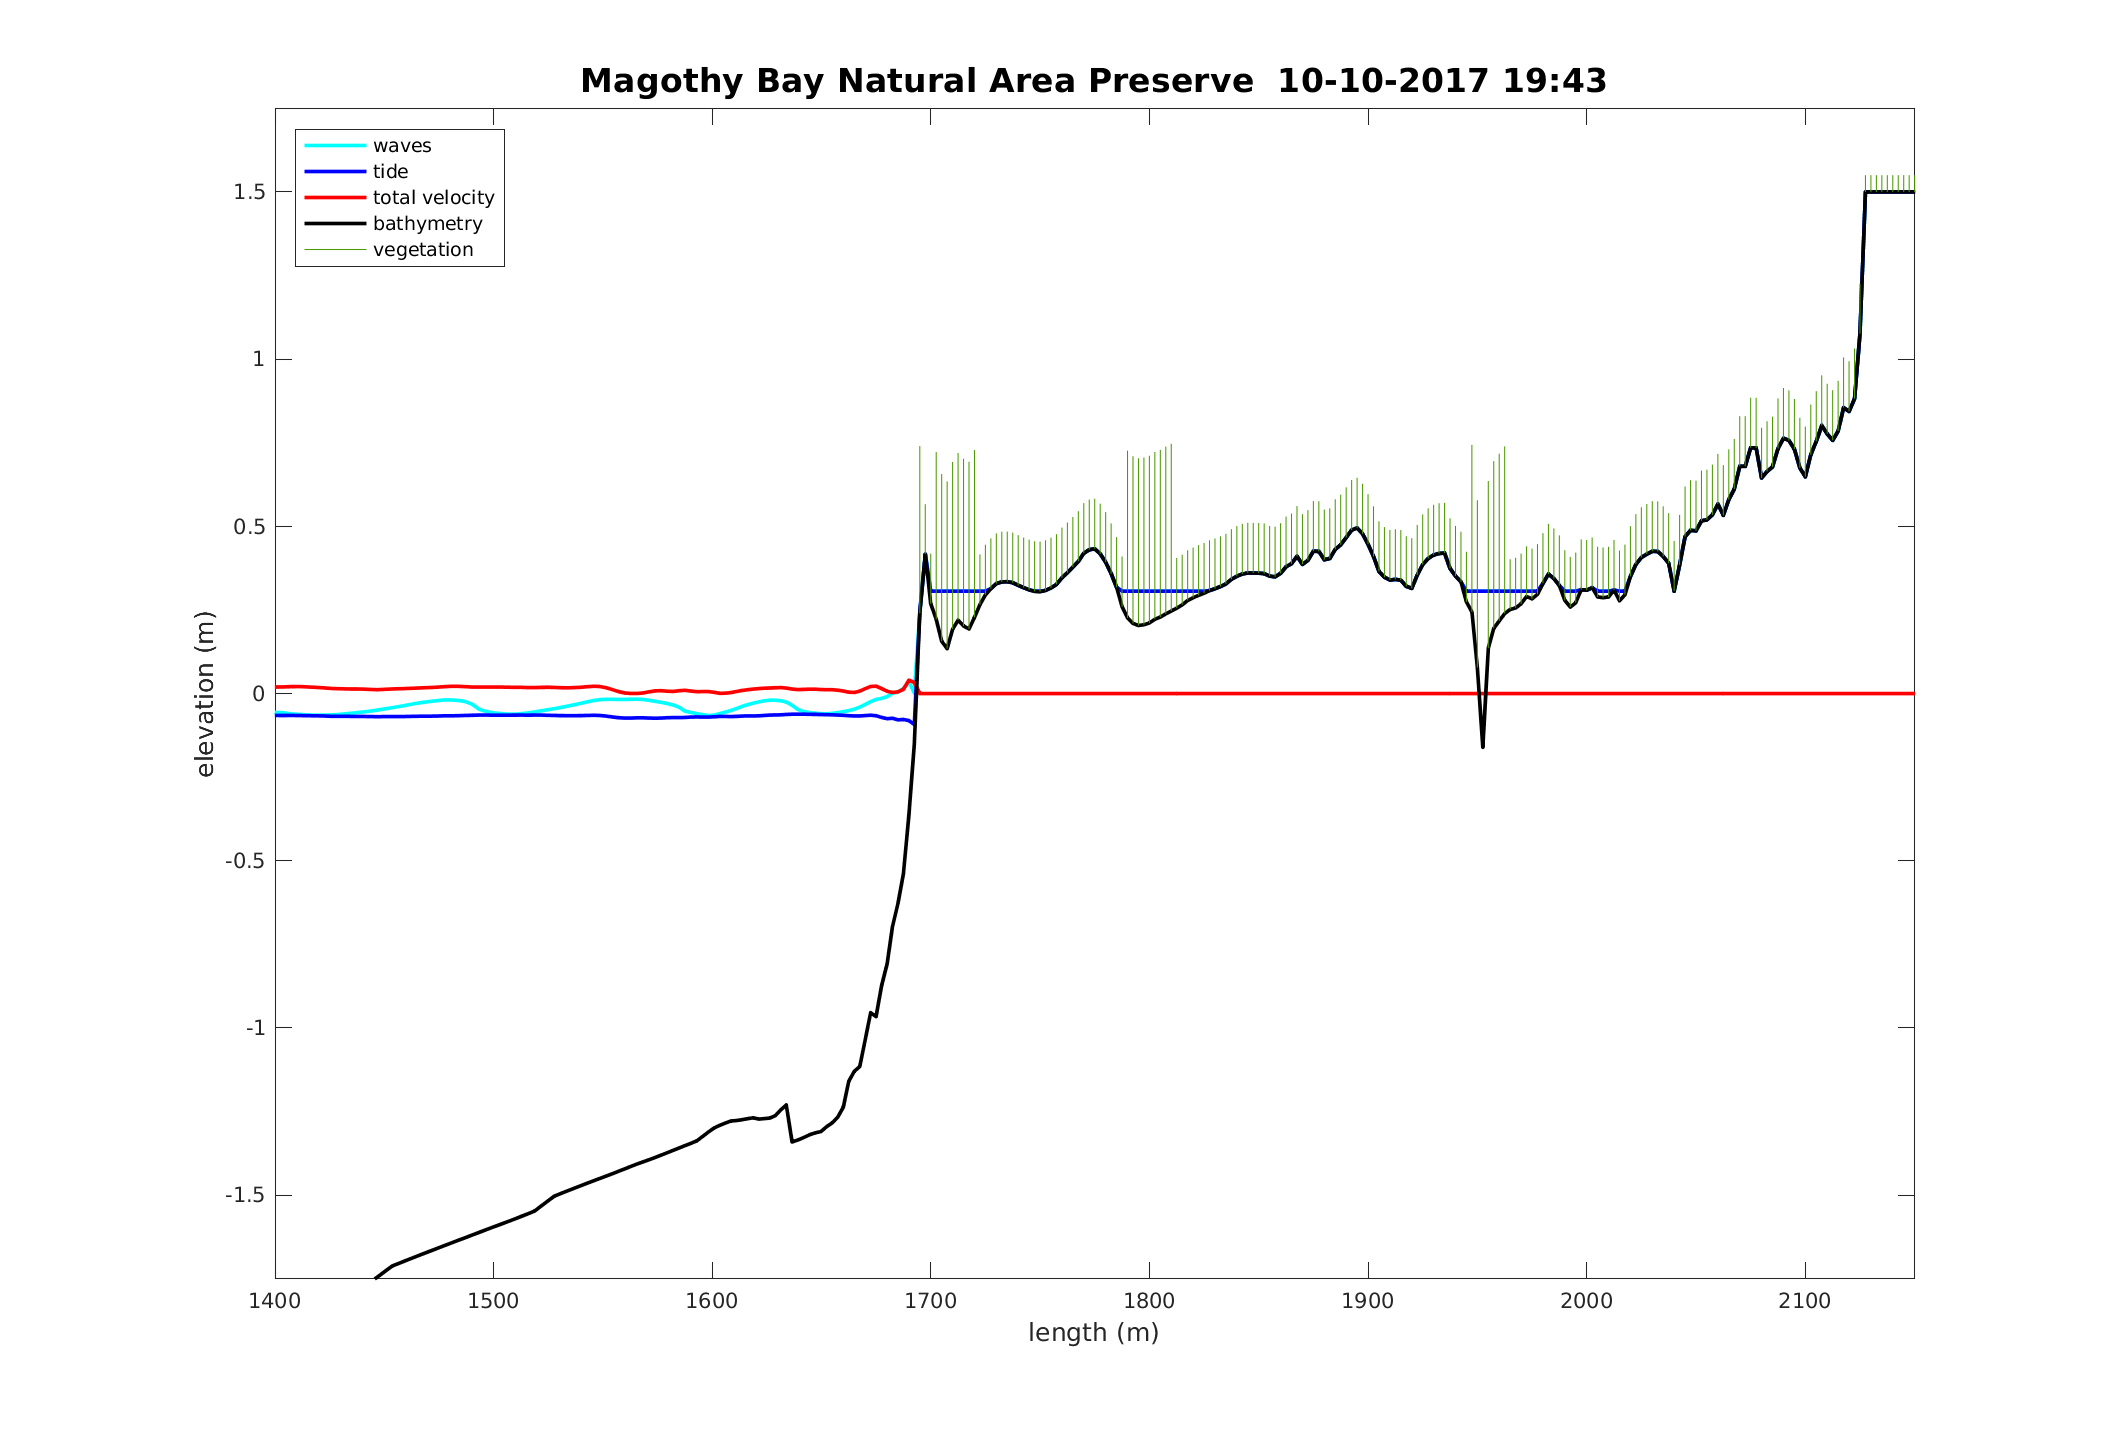 Magothy Bay Natural Area Preserve  10-10-2017 19:43
waves
tide
total velocity
bathymetry
vegetation
1.5
1
0.5
0
-0.5
-1
-1.5
elevation (m)
1400 1500 1600 1700 1800 1900 2000 2100
length (m)